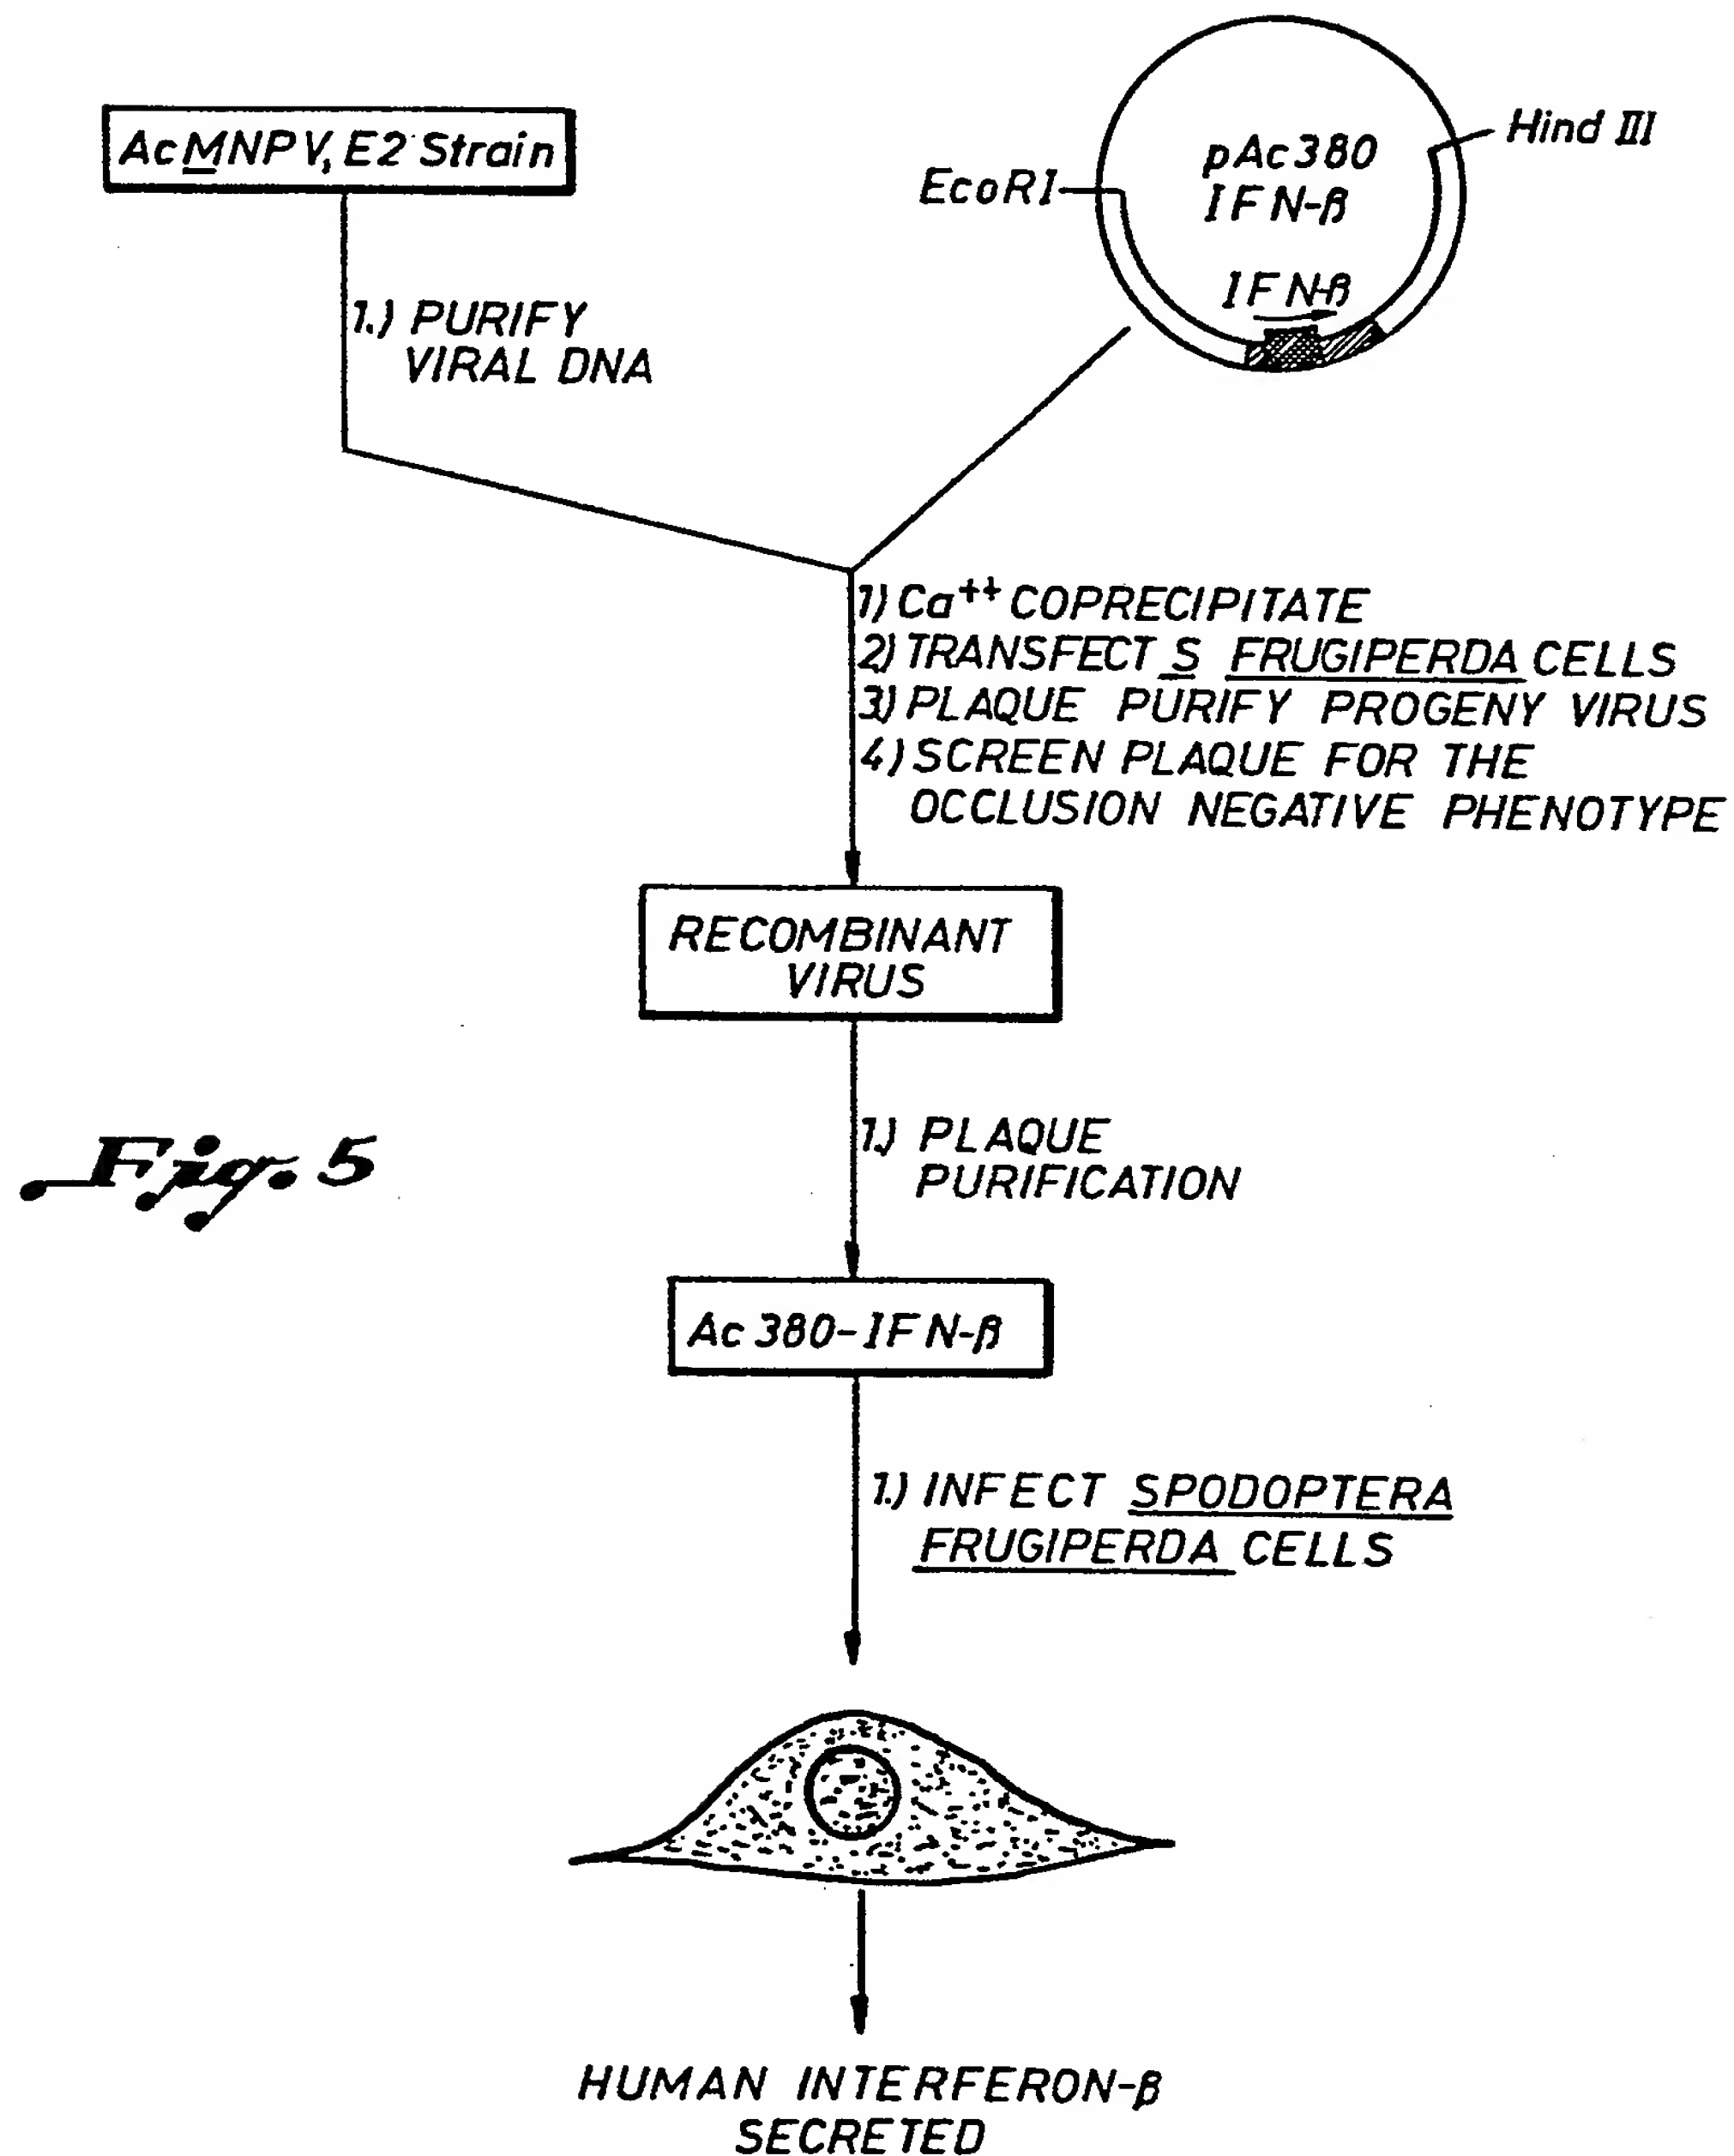 AcMNPV, E2 Strain
EcoRI
pAc380
IFN-β
Hind III
IFN-β
1.) PURIFY
VIRAL DNA
1) Ca++ COPRECIPITATE
2) TRANSFECT S FRUGIPERDA CELLS
3) PLAQUE PURIFY PROGENY VIRUS
4) SCREEN PLAQUE FOR THE
OCCLUSION NEGATIVE PHENOTYPE
RECOMBINANT
VIRUS
1.) PLAQUE
PURIFICATION
Fig. 5
Ac 380-IFN-β
1.) INFECT SPODOPTERA
FRUGIPERDA CELLS
HUMAN INTERFERON-β
SECRETED